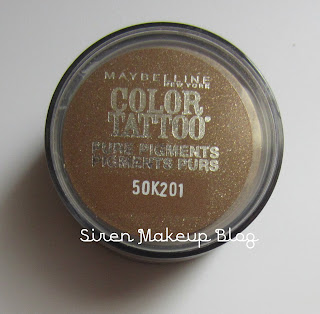 MAYBELLINE
NEW YORK
COLOR
TATTOO®
PURE PIGMENTS
PIGMENTS PURS
50K201
Siren Makeup Blog